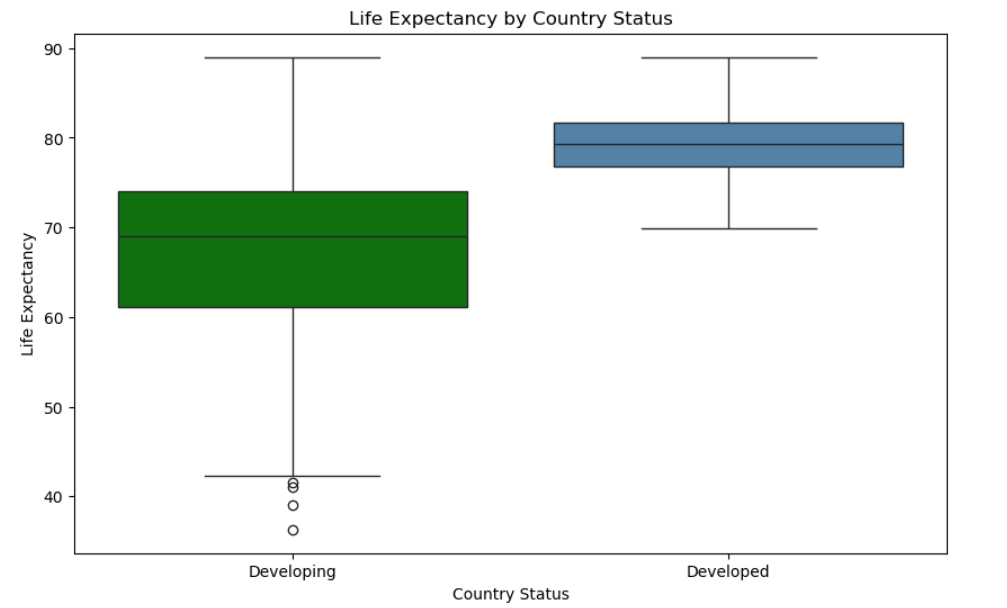 Life Expectancy by Country Status
Life Expectancy
90
80
70
60
50
40
Developing
Developed
Country Status